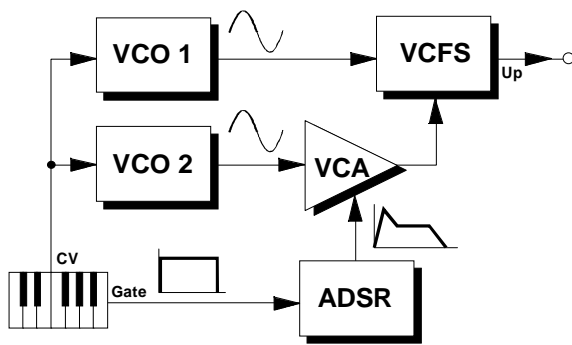 VCO 1
VCFS
Up
VCO 2
VCA
CV
Gate
ADSR